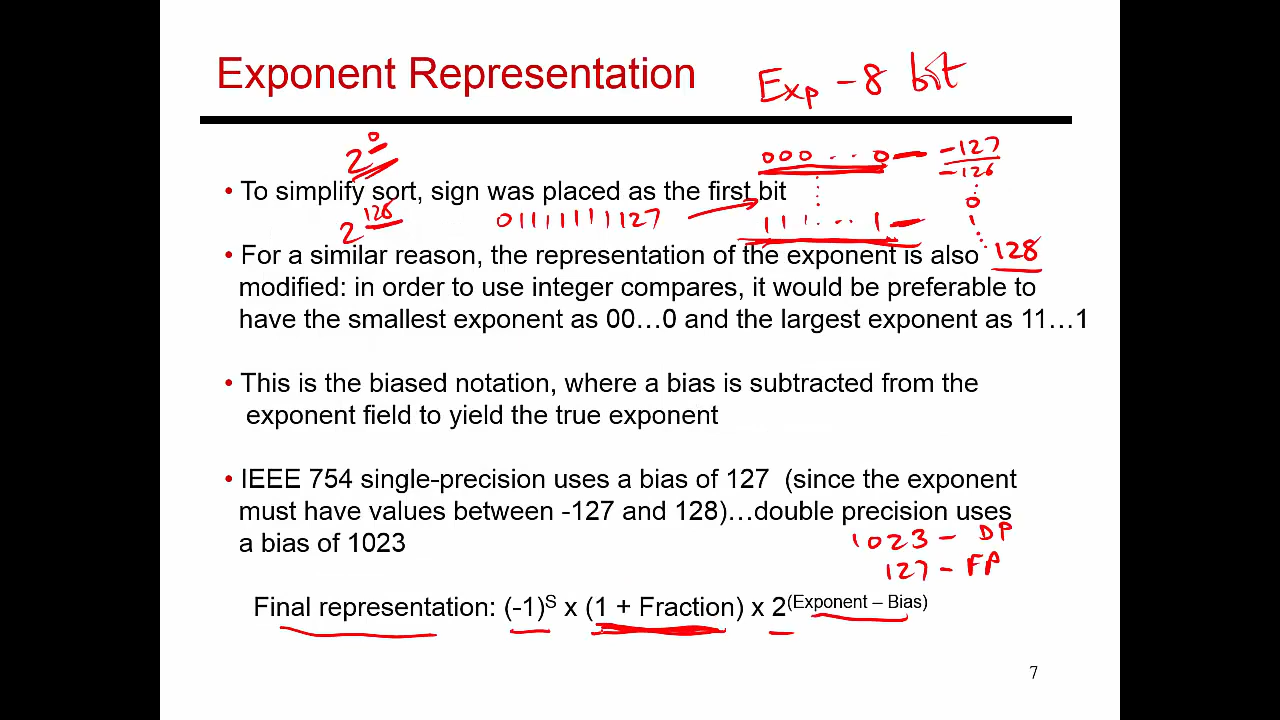 Exponent Representation
Exp - 8 bit
2^0
000 . . 0 — -127
-126
• To simplify sort, sign was placed as the first bit
0
2^128
01111111 127
111 . . 1 —
1
128
• For a similar reason, the representation of the exponent is also
modified: in order to use integer compares, it would be preferable to
have the smallest exponent as 00…0 and the largest exponent as 11…1
• This is the biased notation, where a bias is subtracted from the
exponent field to yield the true exponent
• IEEE 754 single-precision uses a bias of 127 (since the exponent
must have values between -127 and 128)…double precision uses
a bias of 1023
1023 - DP
127 - FP
Final representation: (-1)^S x (1 + Fraction) x 2^(Exponent – Bias)
7